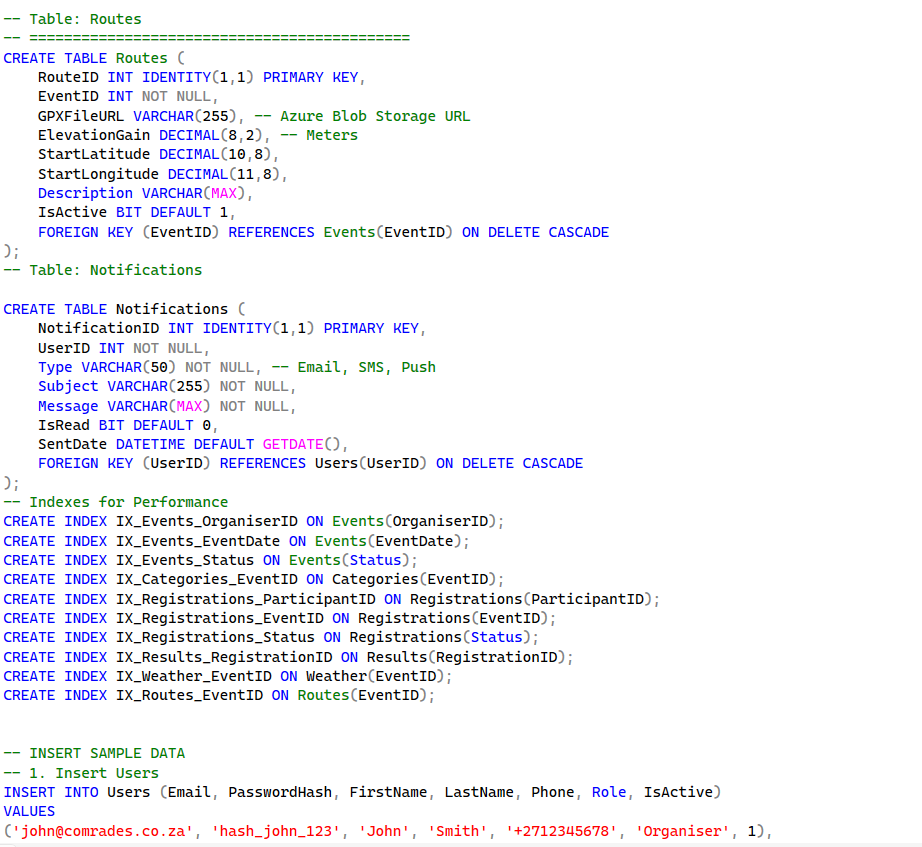 -- Table: Routes
-- ============================================
CREATE TABLE Routes (
    RouteID INT IDENTITY(1,1) PRIMARY KEY,
    EventID INT NOT NULL,
    GPXFileURL VARCHAR(255), -- Azure Blob Storage URL
    ElevationGain DECIMAL(8,2), -- Meters
    StartLatitude DECIMAL(10,8),
    StartLongitude DECIMAL(11,8),
    Description VARCHAR(MAX),
    IsActive BIT DEFAULT 1,
    FOREIGN KEY (EventID) REFERENCES Events(EventID) ON DELETE CASCADE
);
-- Table: Notifications
CREATE TABLE Notifications (
    NotificationID INT IDENTITY(1,1) PRIMARY KEY,
    UserID INT NOT NULL,
    Type VARCHAR(50) NOT NULL, -- Email, SMS, Push
    Subject VARCHAR(255) NOT NULL,
    Message VARCHAR(MAX) NOT NULL,
    IsRead BIT DEFAULT 0,
    SentDate DATETIME DEFAULT GETDATE(),
    FOREIGN KEY (UserID) REFERENCES Users(UserID) ON DELETE CASCADE
);
-- Indexes for Performance
CREATE INDEX IX_Events_OrganiserID ON Events(OrganiserID);
CREATE INDEX IX_Events_EventDate ON Events(EventDate);
CREATE INDEX IX_Events_Status ON Events(Status);
CREATE INDEX IX_Categories_EventID ON Categories(EventID);
CREATE INDEX IX_Registrations_ParticipantID ON Registrations(ParticipantID);
CREATE INDEX IX_Registrations_EventID ON Registrations(EventID);
CREATE INDEX IX_Registrations_Status ON Registrations(Status);
CREATE INDEX IX_Results_RegistrationID ON Results(RegistrationID);
CREATE INDEX IX_Weather_EventID ON Weather(EventID);
CREATE INDEX IX_Routes_EventID ON Routes(EventID);
-- INSERT SAMPLE DATA
-- 1. Insert Users
INSERT INTO Users (Email, PasswordHash, FirstName, LastName, Phone, Role, IsActive)
VALUES
('john@comrades.co.za', 'hash_john_123', 'John', 'Smith', '+2712345678', 'Organiser', 1),